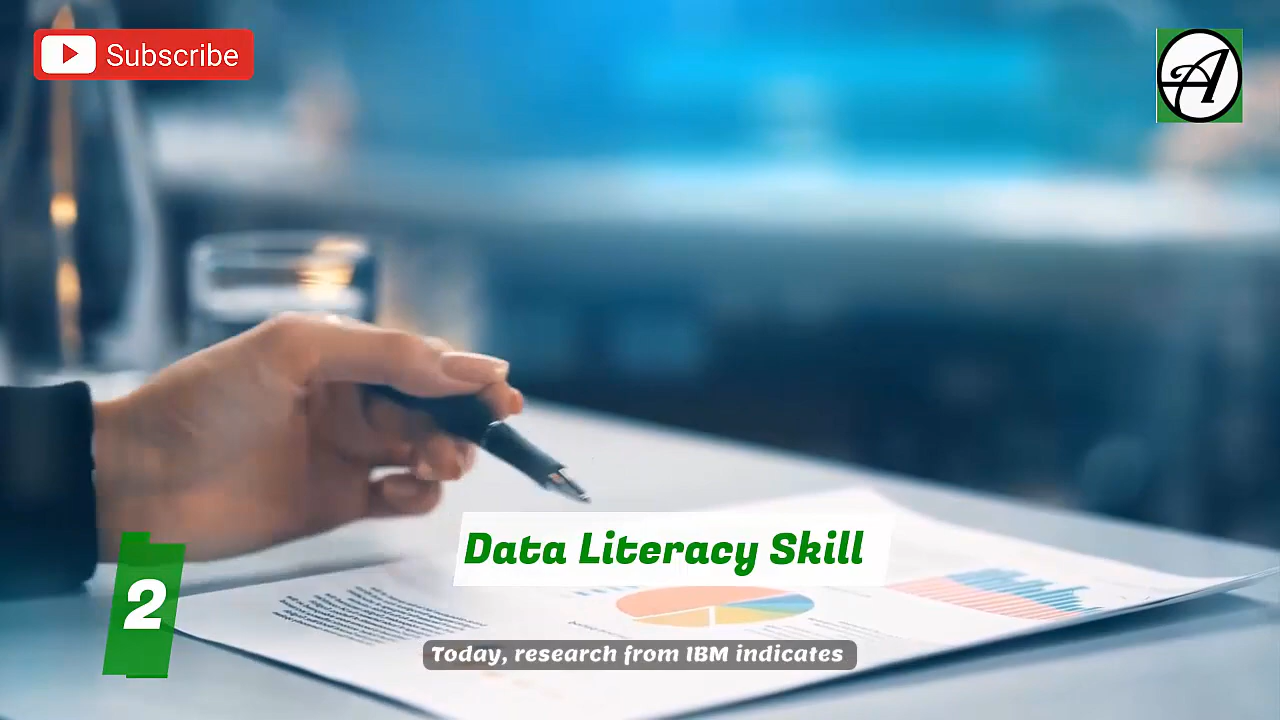 Subscribe
A
Data Literacy Skill
2
Today, research from IBM indicates